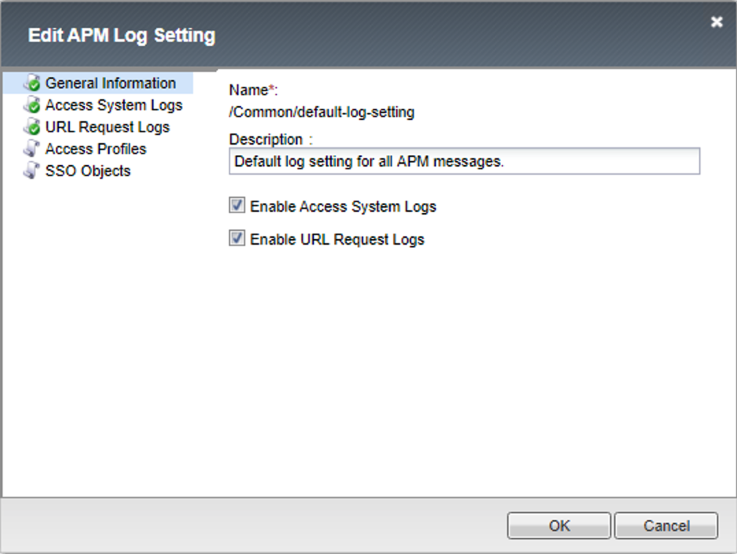 Edit APM Log Setting
General Information
Access System Logs
URL Request Logs
Access Profiles
SSO Objects
Name*:
/Common/default-log-setting
Description :
Default log setting for all APM messages.
Enable Access System Logs
Enable URL Request Logs
OK
Cancel